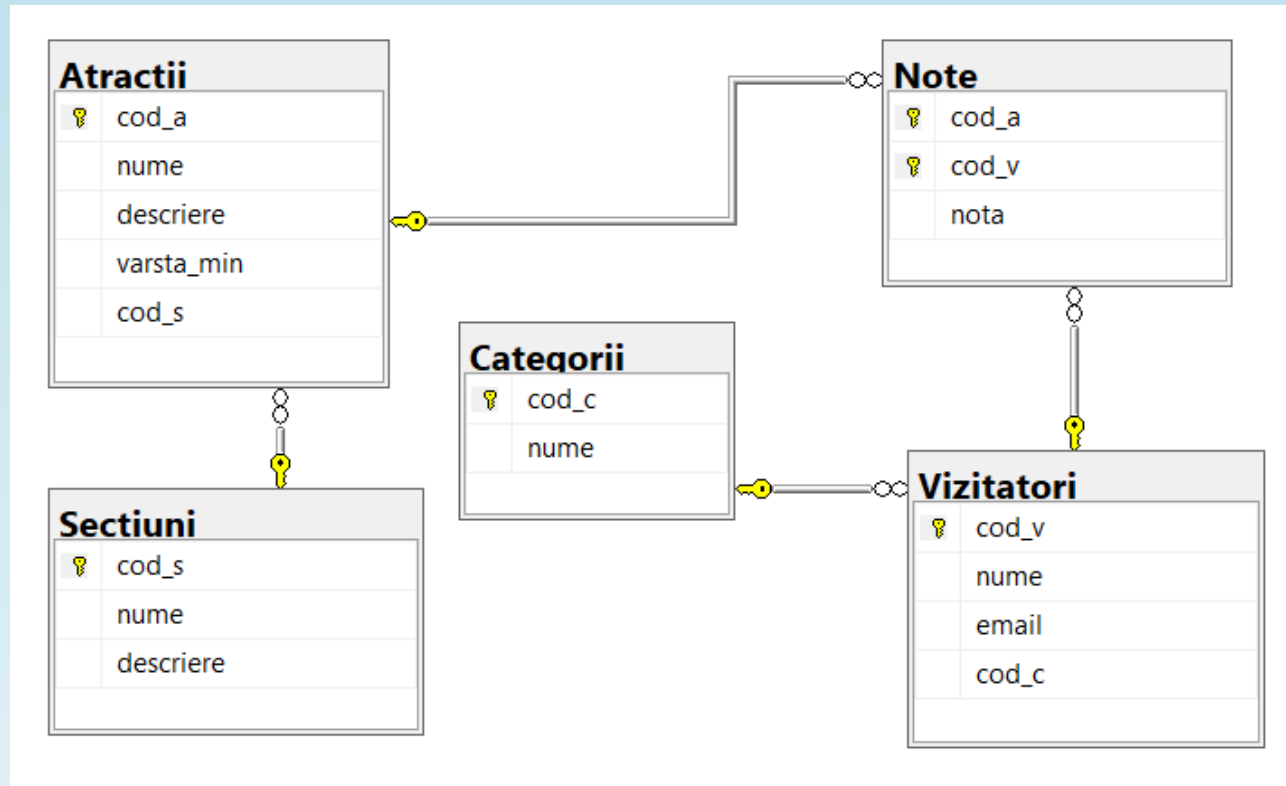 Atractii
cod_a
nume
descriere
varsta_min
cod_s
Note
cod_a
cod_v
nota
Categorii
cod_c
nume
Sectiuni
cod_s
nume
descriere
Vizitatori
cod_v
nume
email
cod_c